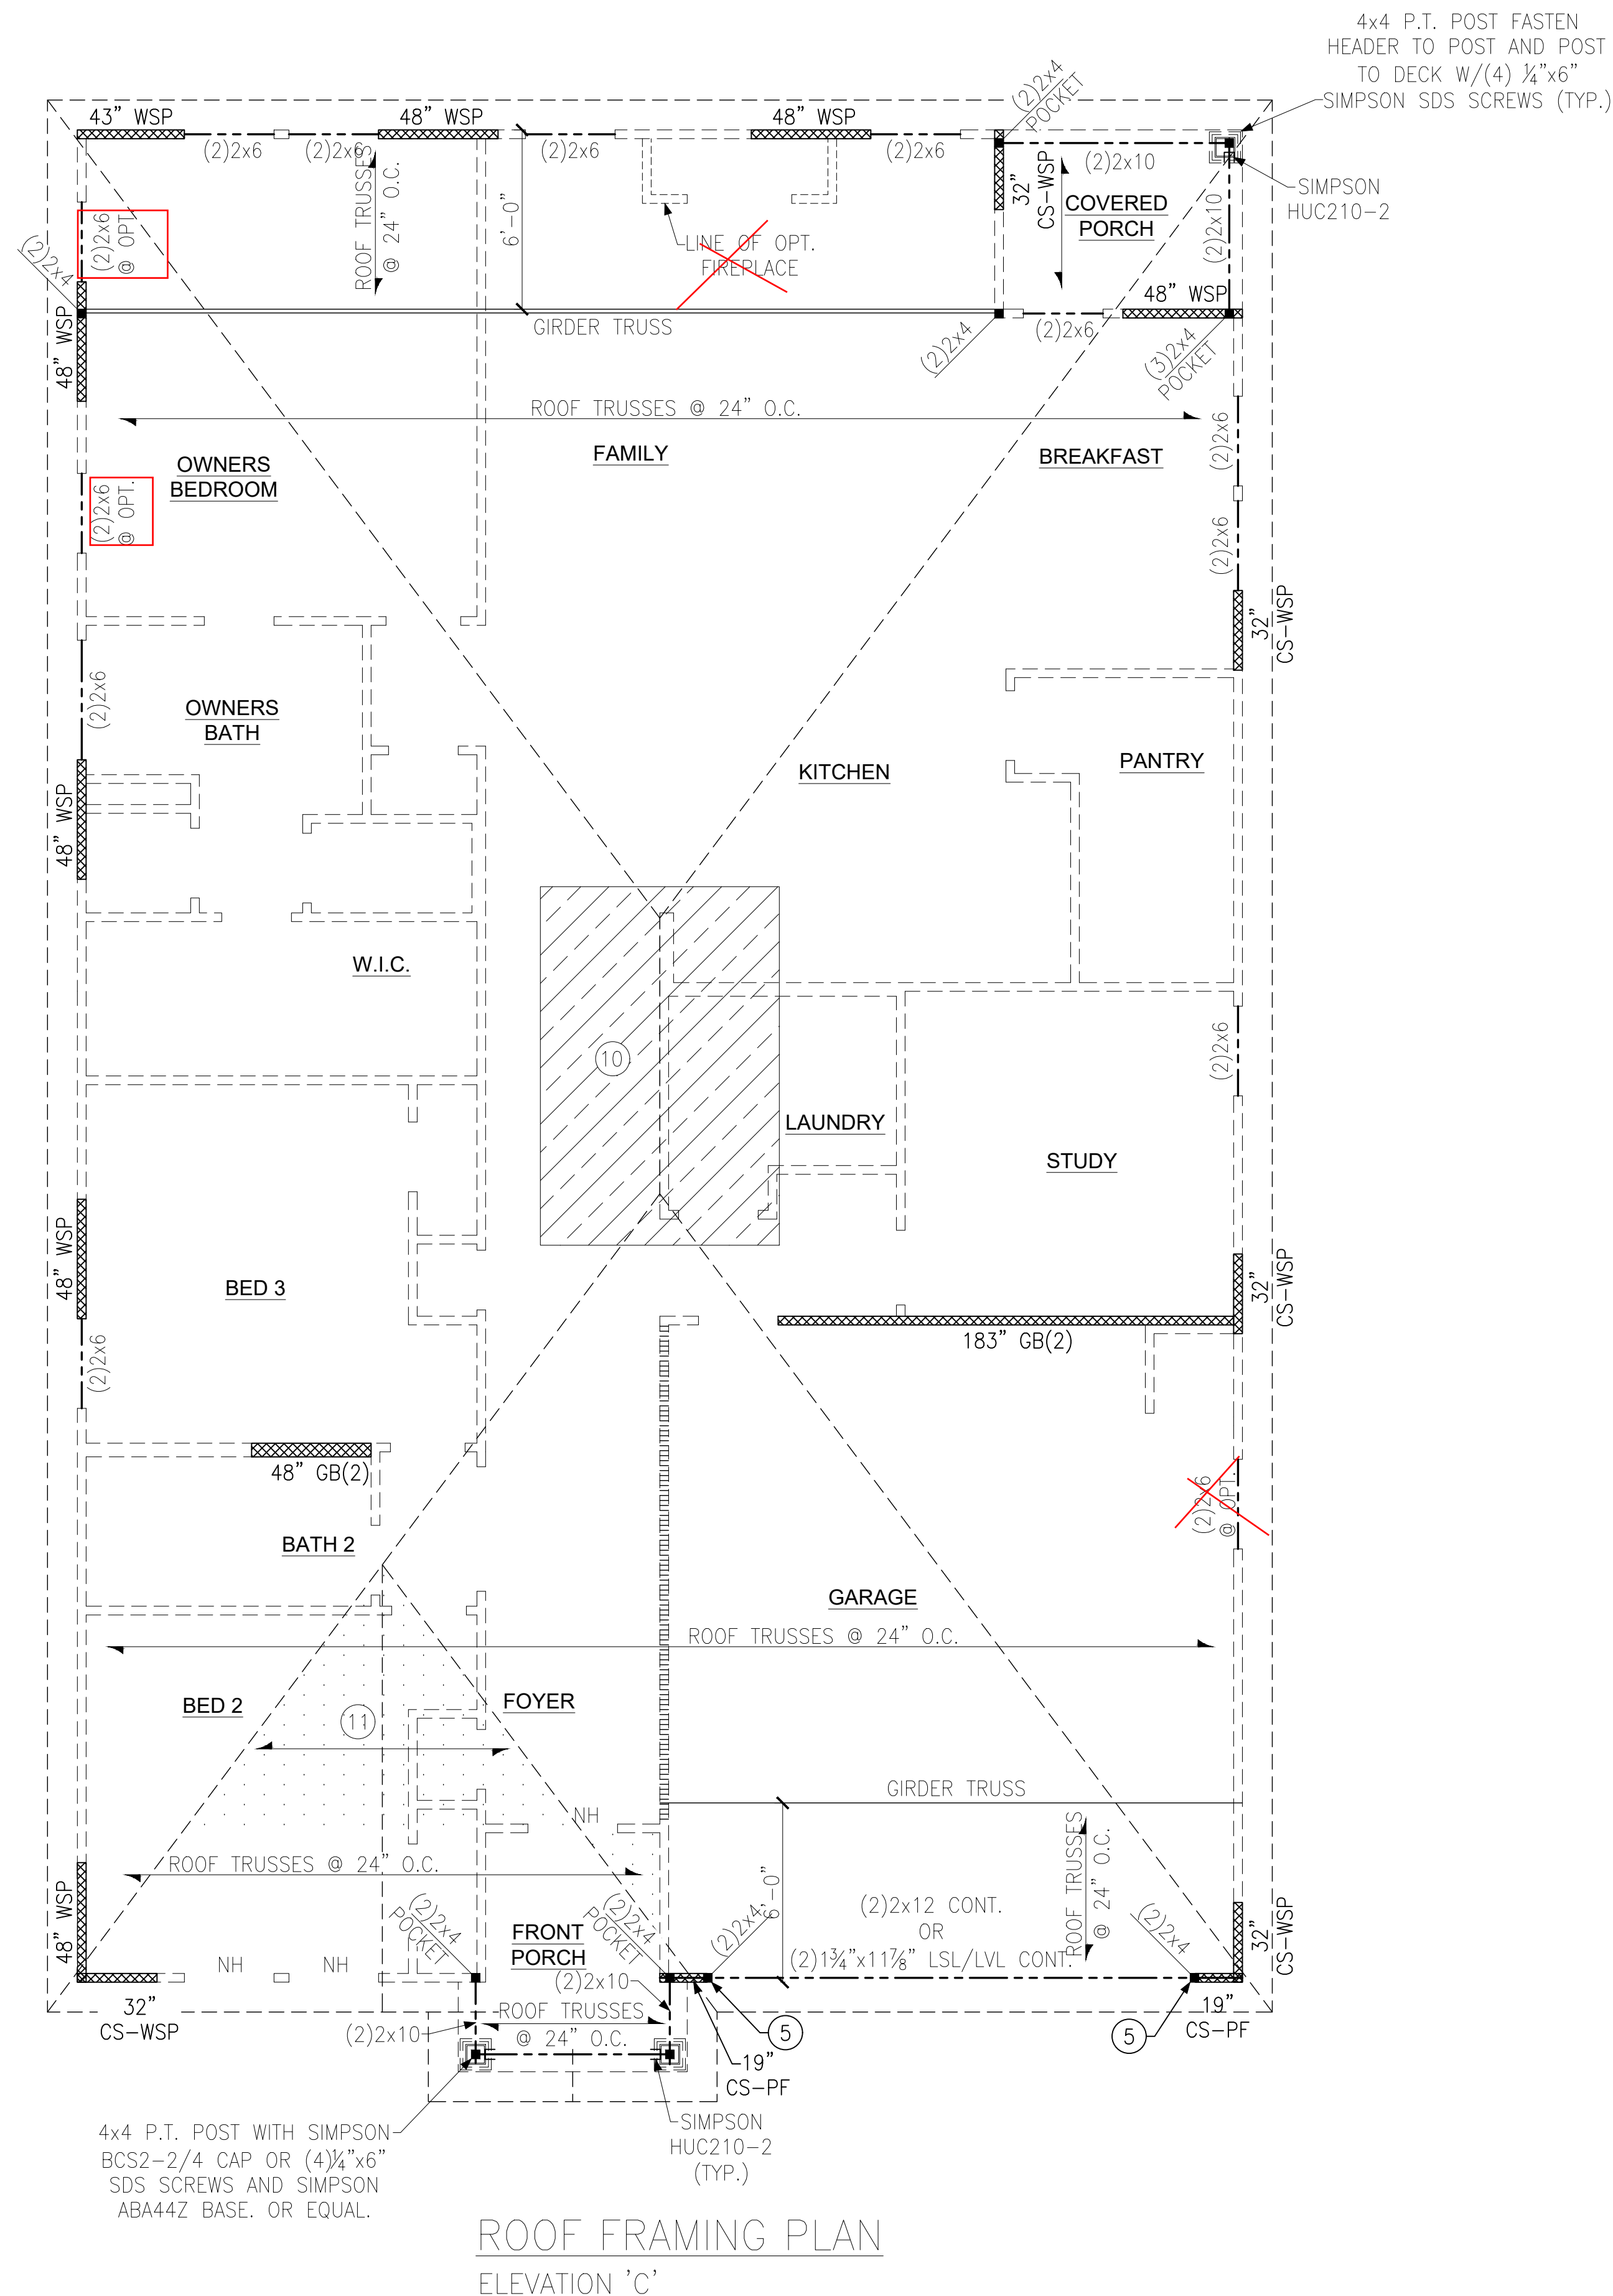 4x4 P.T. POST FASTEN
HEADER TO POST AND POST
TO DECK W/(4) ¼"x6"
SIMPSON SDS SCREWS (TYP.)
43" WSP
48" WSP
48" WSP
(2)2x4
POCKET
(2)2x6
(2)2x6
(2)2x6
(2)2x6
(2)2x10
SIMPSON
HUC210-2
32"
CS-WSP
COVERED
PORCH
(2)2x10
ROOF TRUSSES
@ 24" O.C.
6'-0"
(2)2x6
@ OPT.
(2)2x4
LINE OF OPT.
FIREPLACE
48" WSP
GIRDER TRUSS
(2)2x4
(2)2x6
(3)2x4
POCKET
48" WSP
ROOF TRUSSES @ 24" O.C.
OWNERS
BEDROOM
FAMILY
BREAKFAST
(2)2x6
(2)2x6
@ OPT.
(2)2x6
32"
CS-WSP
(2)2x6
OWNERS
BATH
KITCHEN
PANTRY
48" WSP
W.I.C.
10
(2)2x6
LAUNDRY
STUDY
48" WSP
BED 3
32"
CS-WSP
183" GB(2)
(2)2x6
48" GB(2)
(2)2x6
@ OPT.
BATH 2
GARAGE
ROOF TRUSSES @ 24" O.C.
BED 2
11
FOYER
GIRDER TRUSS
NH
ROOF TRUSSES @ 24" O.C.
6'-0"
ROOF TRUSSES
@ 24" O.C.
48" WSP
(2)2x4
POCKET
(2)2x4
POCKET
(2)2x4
(2)2x12 CONT.
OR
(2)1¾"x11⅞" LSL/LVL CONT.
(2)2x4
32"
CS-WSP
NH
NH
FRONT
PORCH
(2)2x10
32"
CS-WSP
(2)2x10
ROOF TRUSSES
@ 24" O.C.
5
5
19"
CS-PF
19"
CS-PF
4x4 P.T. POST WITH SIMPSON
BCS2-2/4 CAP OR (4)¼"x6"
SDS SCREWS AND SIMPSON
ABA44Z BASE. OR EQUAL.
SIMPSON
HUC210-2
(TYP.)
ROOF FRAMING PLAN
ELEVATION 'C'